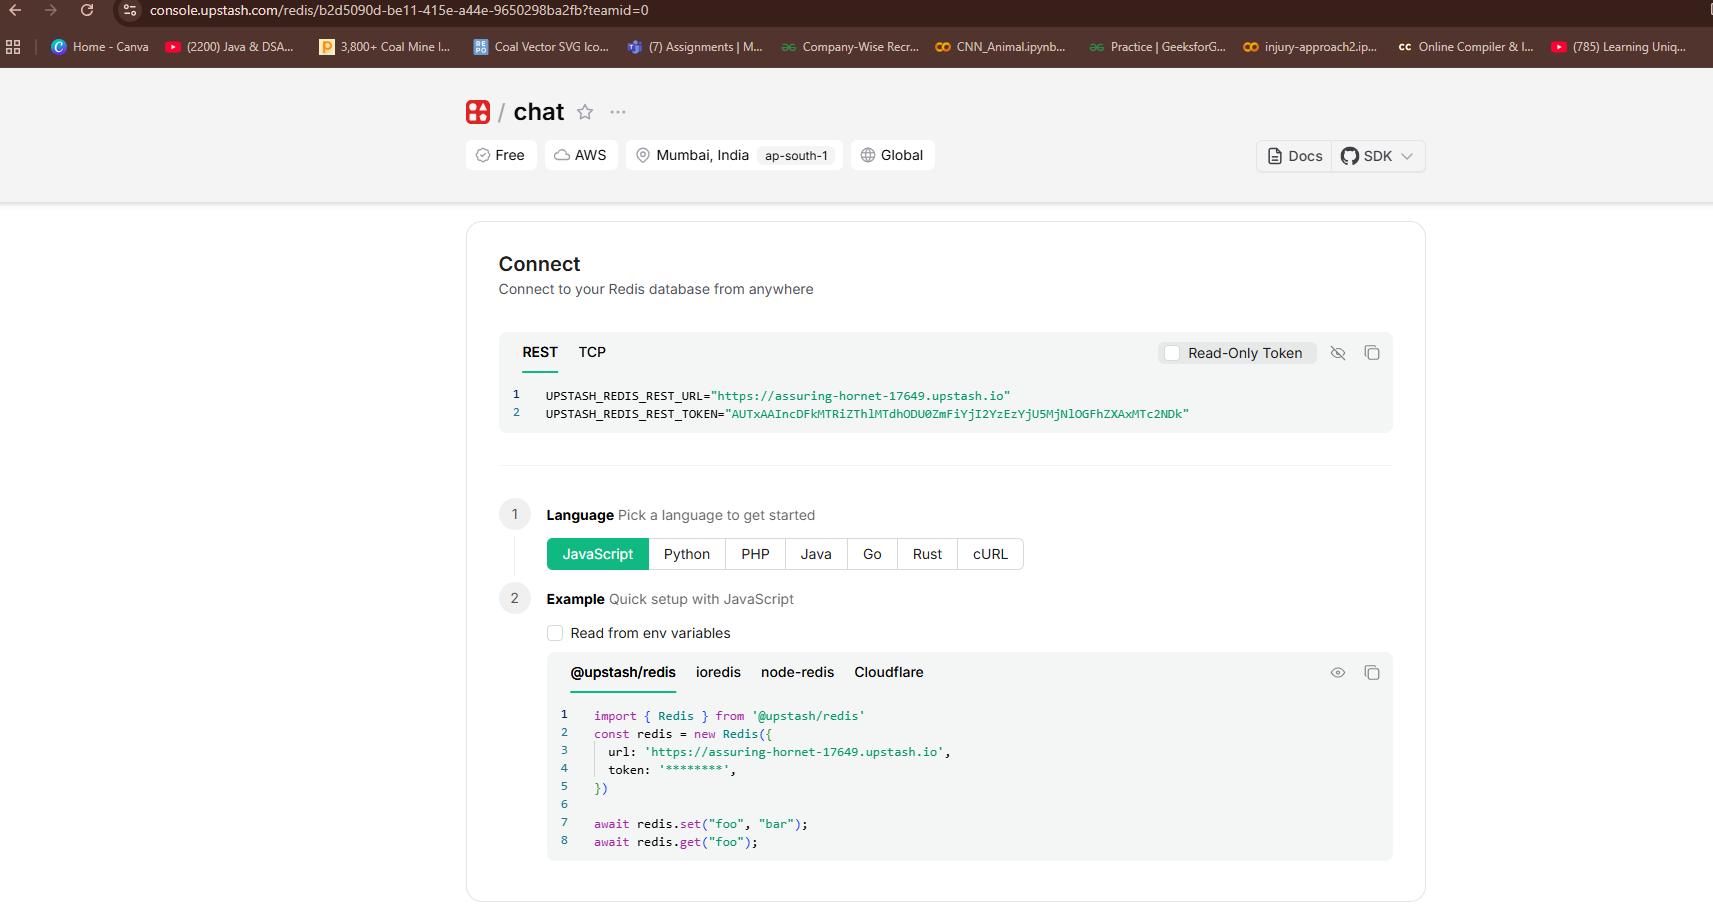 console.upstash.com/redis/b2d5090d-be11-415e-a44e-9650298ba2fb?teamid=0
Home - Canva (2200) Java & DSA... 3,800+ Coal Mine I... Coal Vector SVG Ico... (7) Assignments | M... Company-Wise Recr... CNN_Animal.ipynb... Practice | GeeksforG... injury-approach2.ip... cc Online Compiler & I... (785) Learning Uniq...
/ chat
Free AWS Mumbai, India ap-south-1 Global Docs SDK
Connect
Connect to your Redis database from anywhere
REST TCP Read-Only Token
1 UPSTASH_REDIS_REST_URL="https://assuring-hornet-17649.upstash.io"
2 UPSTASH_REDIS_REST_TOKEN="AUTxAAIncDFkMTRiZThlMTdhODU0ZmFiYjI2YzEzYjU5MjNlOGFhZXAxMTc2NDk"
1 Language Pick a language to get started
JavaScript Python PHP Java Go Rust cURL
2 Example Quick setup with JavaScript
Read from env variables
@upstash/redis ioredis node-redis Cloudflare
1 import { Redis } from '@upstash/redis'
2 const redis = new Redis({
3 url: 'https://assuring-hornet-17649.upstash.io',
4 token: '********',
5 })
6
7 await redis.set("foo", "bar");
8 await redis.get("foo");